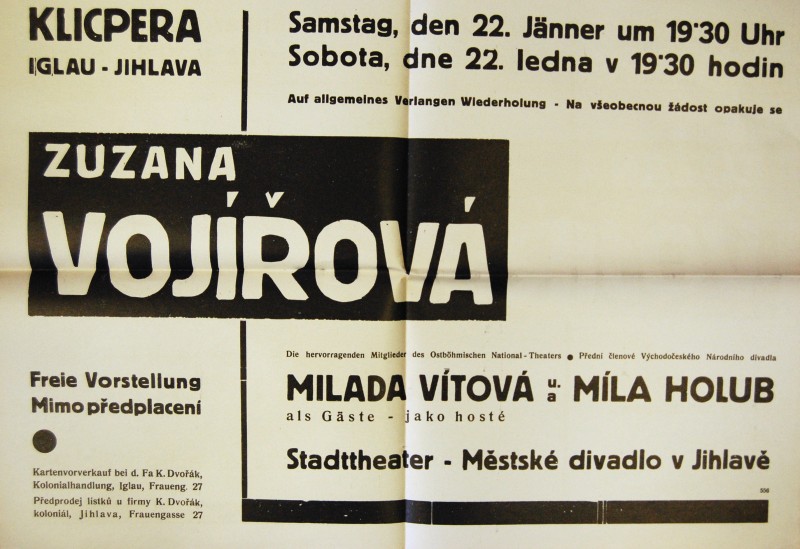 KLICPERA
IGLAU - JIHLAVA
Samstag, den 22. Jänner um 19·30 Uhr
Sobota, dne 22. ledna v 19·30 hodin
Auf allgemeines Verlangen Wiederholung - Na všeobecnou žádost opakuje se
ZUZANA
VOJÍŘOVÁ
Die hervorragenden Mitglieder des Ostböhmischen National-Theaters ● Přední členové Východočeského Národního divadla
MILADA VÍTOVÁ u. a MÍLA HOLUB
als Gäste - jako hosté
Stadttheater - Městské divadlo v Jihlavě
Freie Vorstellung
Mimo předplacení
Kartenvorverkauf bei d. Fa K. Dvořák,
Kolonialhandlung, Iglau, Fraueng. 27
Předprodej lístků u firmy K. Dvořák,
koloniál, Jihlava, Frauengasse 27
556